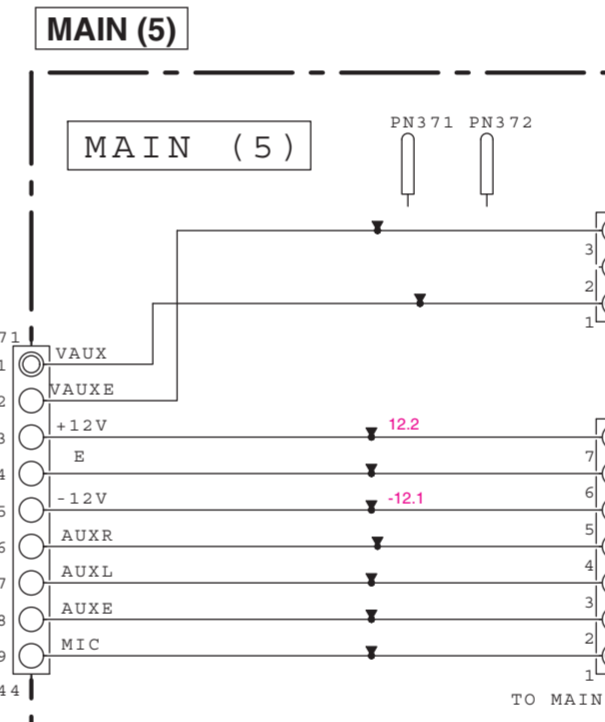 MAIN (5)
MAIN (5)
PN371 PN372
3
2
1
71
1 VAUX
2 VAUXE
3 +12V 12.2 7
4 E 6
5 -12V -12.1 5
6 AUXR 4
7 AUXL 3
8 AUXE 2
9 MIC 1
44
TO MAIN